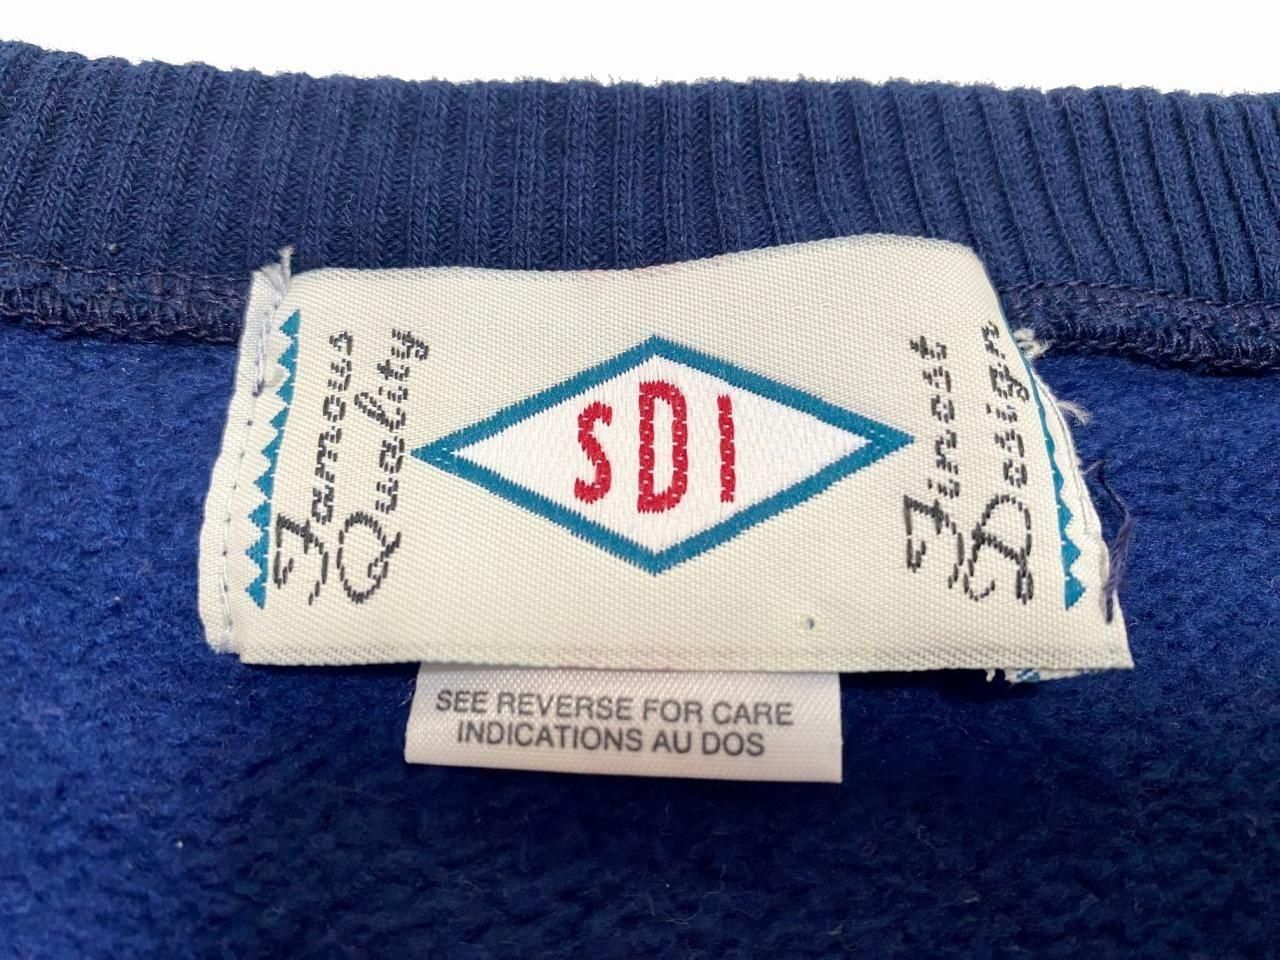 Famous
Quality
SDI
Finest
Design
SEE REVERSE FOR CARE
INDICATIONS AU DOS